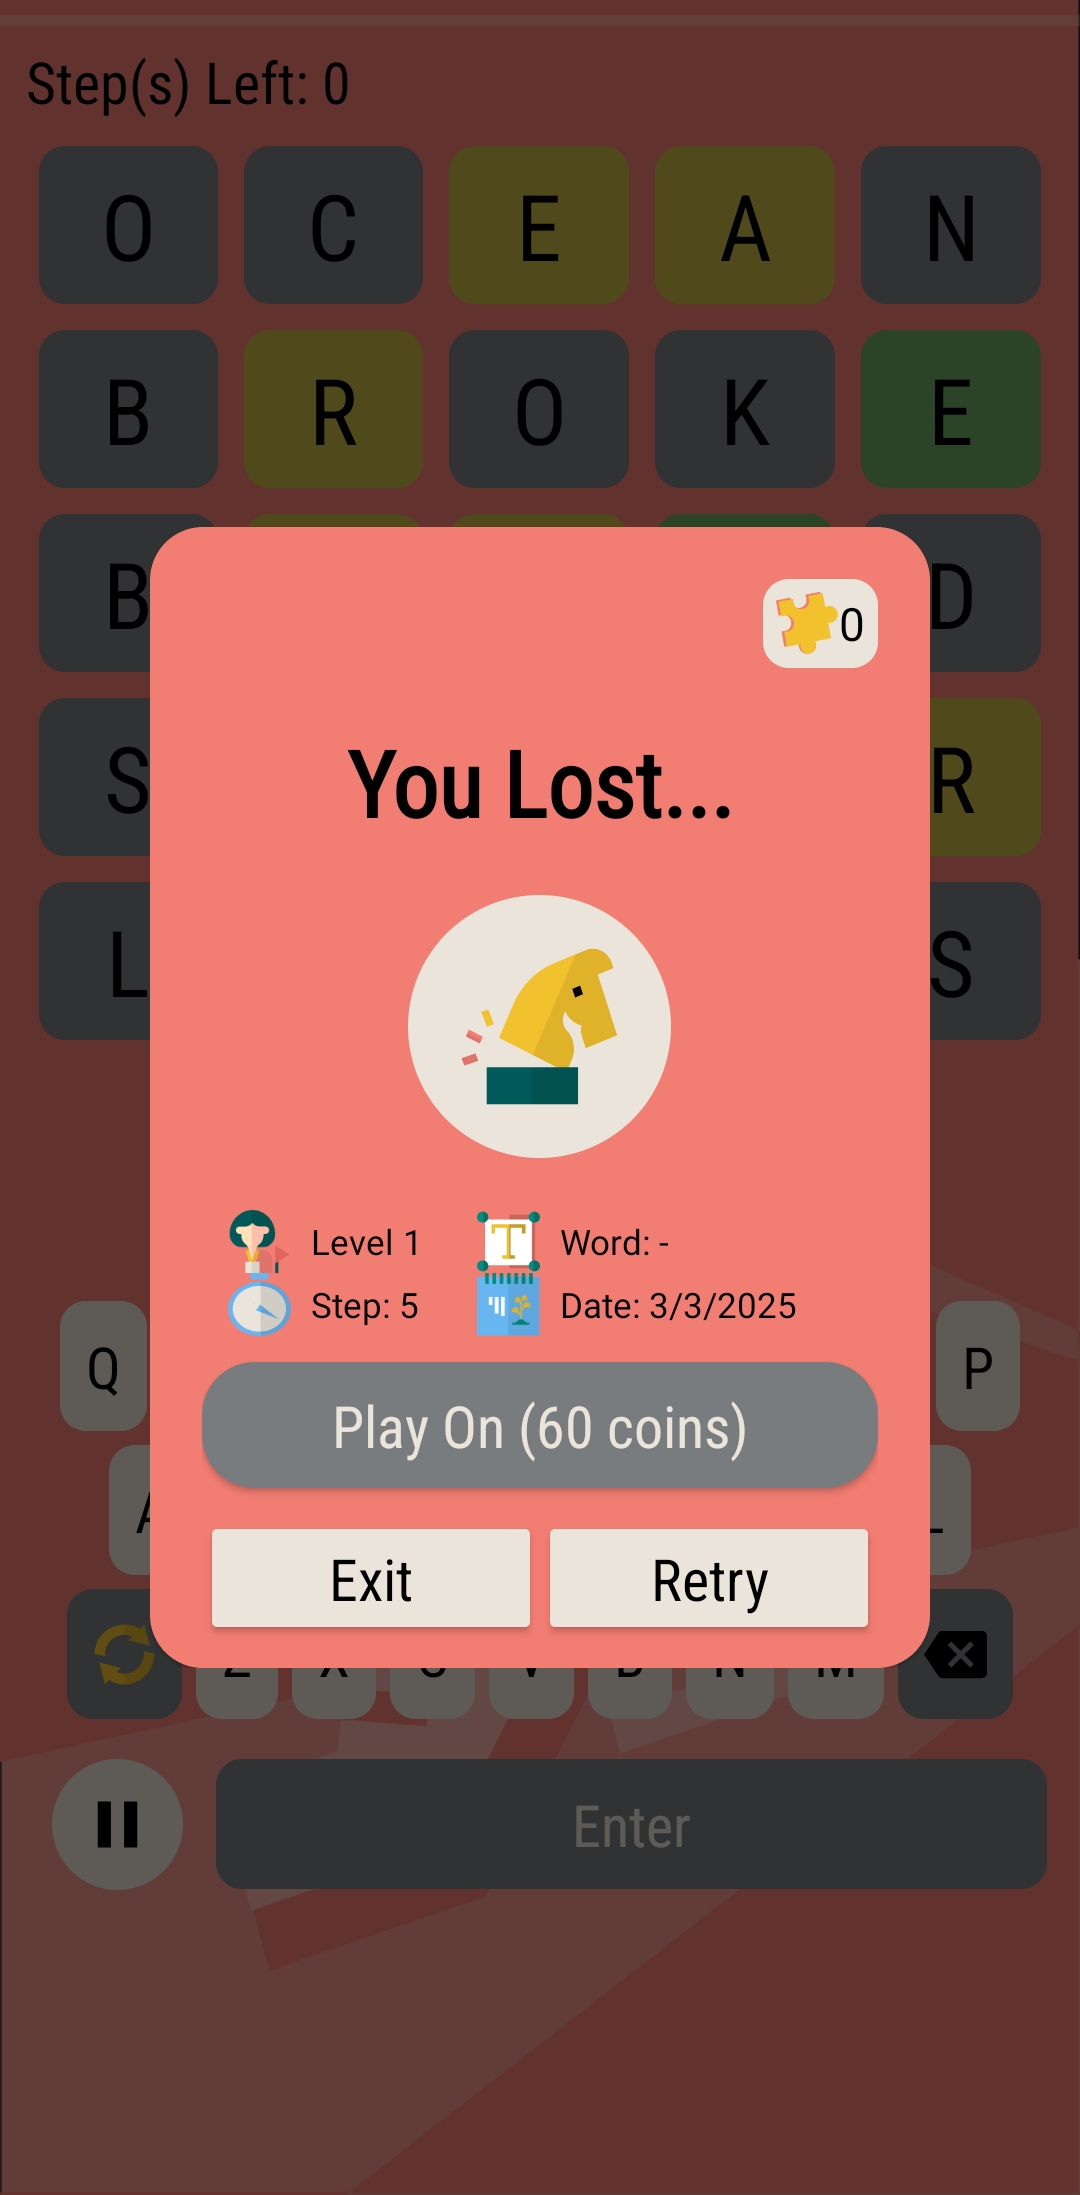 Step(s) Left: 0
O C E A N
B R O K E
B D
S R
L S
0
You Lost...
Level 1 Word: -
Step: 5 Date: 3/3/2025
Q P
Play On (60 coins)
Exit Retry
Enter